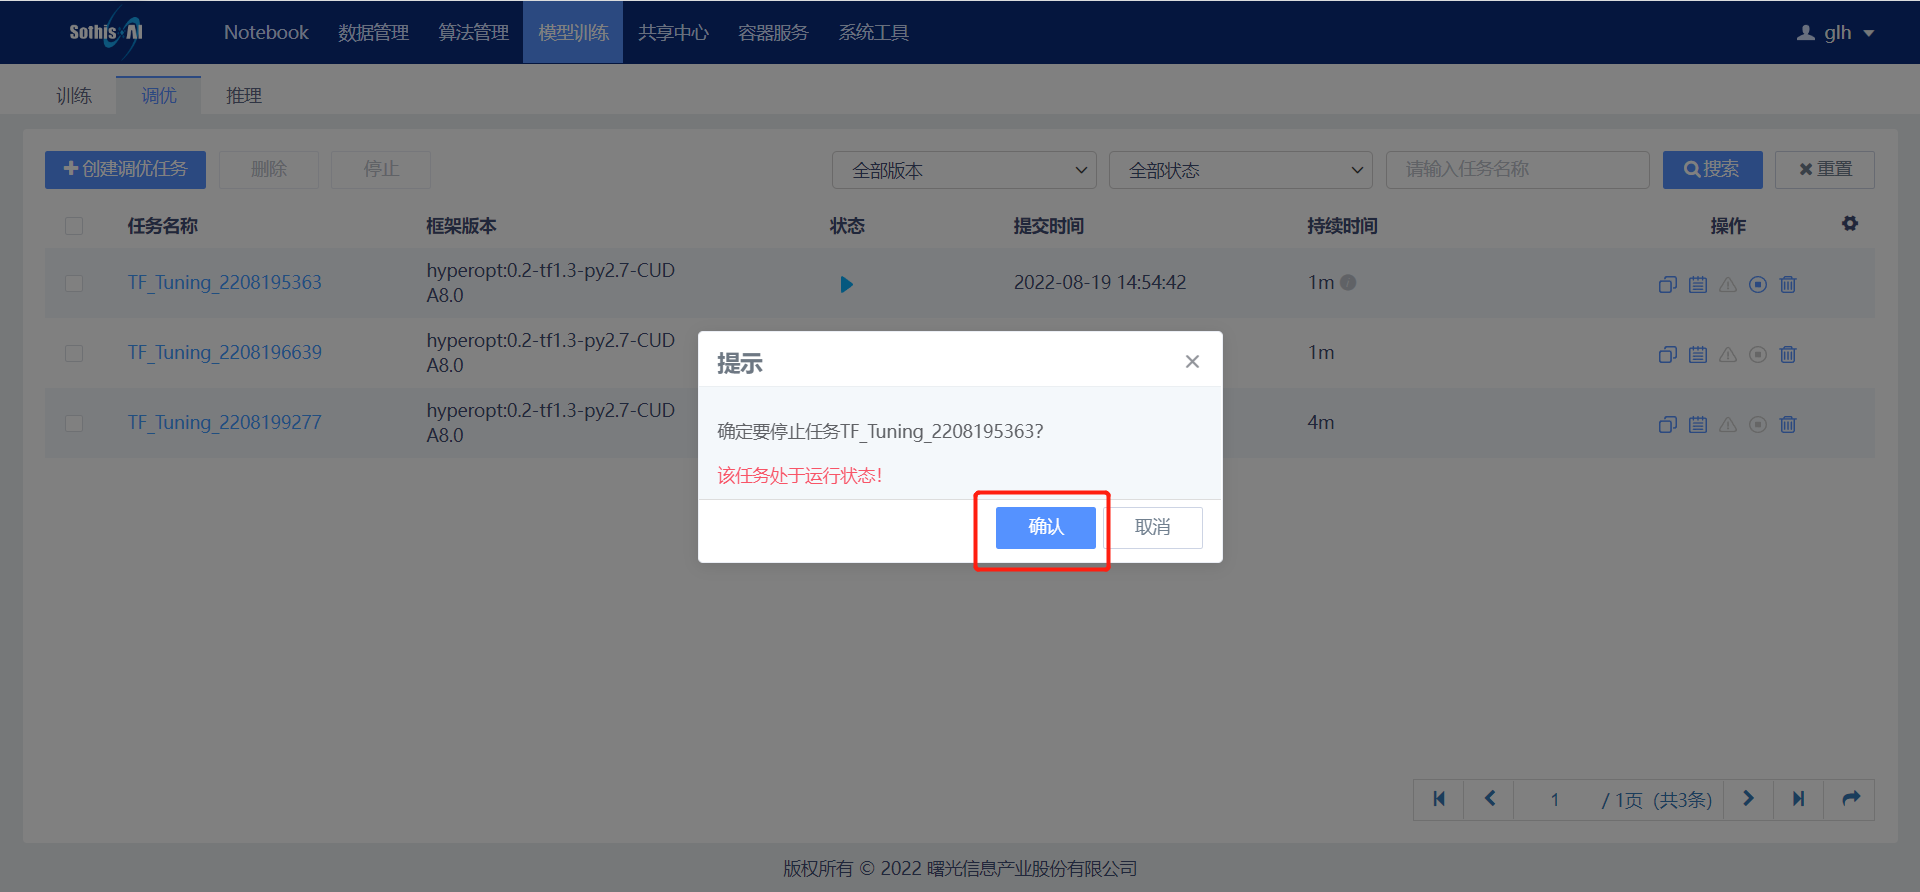 Sothis AI
Notebook 数据管理 算法管理 模型训练 共享中心 容器服务 系统工具 glh
训练 调优 推理
创建调优任务 删除 停止 全部版本 全部状态 请输入任务名称 搜索 重置
任务名称 框架版本 状态 提交时间 持续时间 操作
TF_Tuning_2208195363 hyperopt:0.2-tf1.3-py2.7-CUD 2022-08-19 14:54:42 1m
A8.0
TF_Tuning_2208196639 hyperopt:0.2-tf1.3-py2.7-CUD 1m
A8.0
TF_Tuning_2208199277 hyperopt:0.2-tf1.3-py2.7-CUD 4m
A8.0
提示
确定要停止任务TF_Tuning_2208195363？
该任务处于运行状态！
确认 取消
1 / 1页 (共3条)
版权所有 © 2022 曙光信息产业股份有限公司